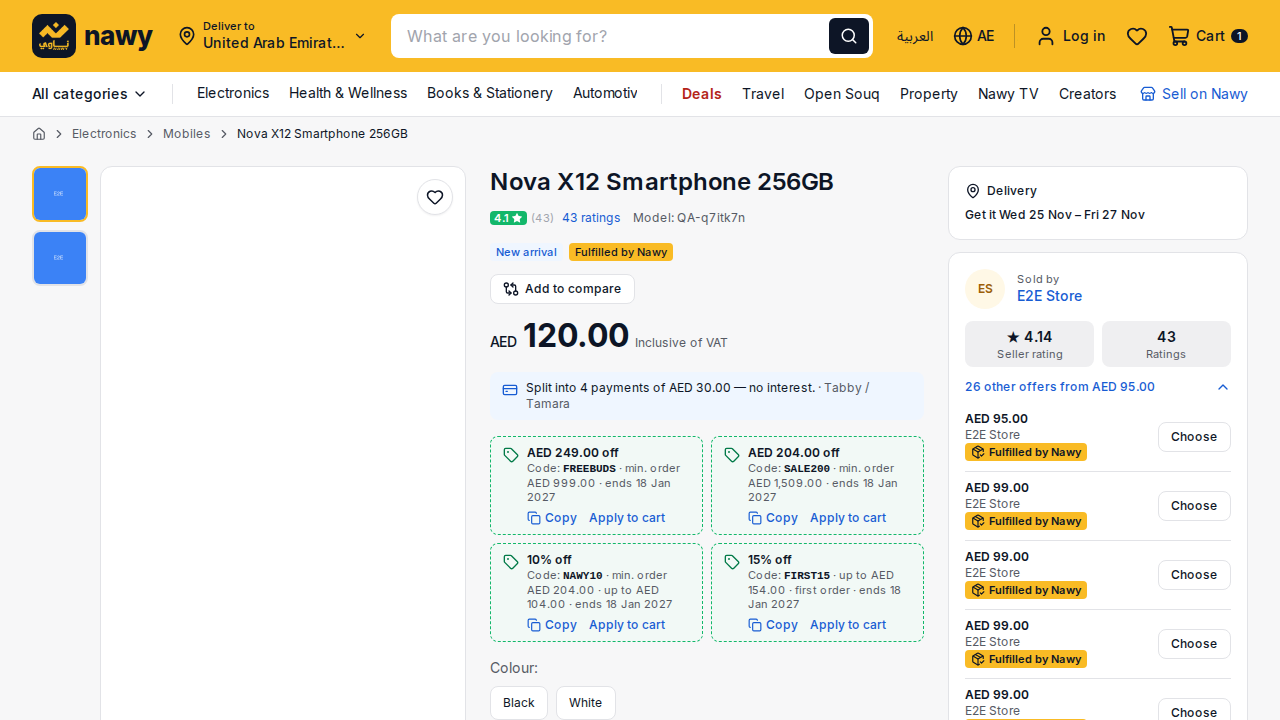 نــاوي
NAWY
nawy
Deliver to
United Arab Emirat...
What are you looking for?
العربية
AE
Log in
Cart 1
All categories
Electronics
Health & Wellness
Books & Stationery
Automotiv
Deals
Travel
Open Souq
Property
Nawy TV
Creators
Sell on Nawy
Electronics
Mobiles
Nova X12 Smartphone 256GB
E2E
E2E
Nova X12 Smartphone 256GB
4.1 ★ (43) 43 ratings Model: QA-q7itk7n
New arrival
Fulfilled by Nawy
Add to compare
AED 120.00 Inclusive of VAT
Split into 4 payments of AED 30.00 — no interest. · Tabby /
Tamara
AED 249.00 off
Code: FREEBUDS · min. order
AED 999.00 · ends 18 Jan
2027
Copy Apply to cart
AED 204.00 off
Code: SALE200 · min. order
AED 1,509.00 · ends 18 Jan
2027
Copy Apply to cart
10% off
Code: NAWY10 · min. order
AED 204.00 · up to AED
104.00 · ends 18 Jan 2027
Copy Apply to cart
15% off
Code: FIRST15 · up to AED
154.00 · first order · ends 18
Jan 2027
Copy Apply to cart
Colour:
Black
White
Delivery
Get it Wed 25 Nov – Fri 27 Nov
ES
Sold by
E2E Store
★ 4.14
Seller rating
43
Ratings
26 other offers from AED 95.00
AED 95.00
E2E Store
Fulfilled by Nawy
Choose
AED 99.00
E2E Store
Fulfilled by Nawy
Choose
AED 99.00
E2E Store
Fulfilled by Nawy
Choose
AED 99.00
E2E Store
Fulfilled by Nawy
Choose
AED 99.00
E2E Store
Choose